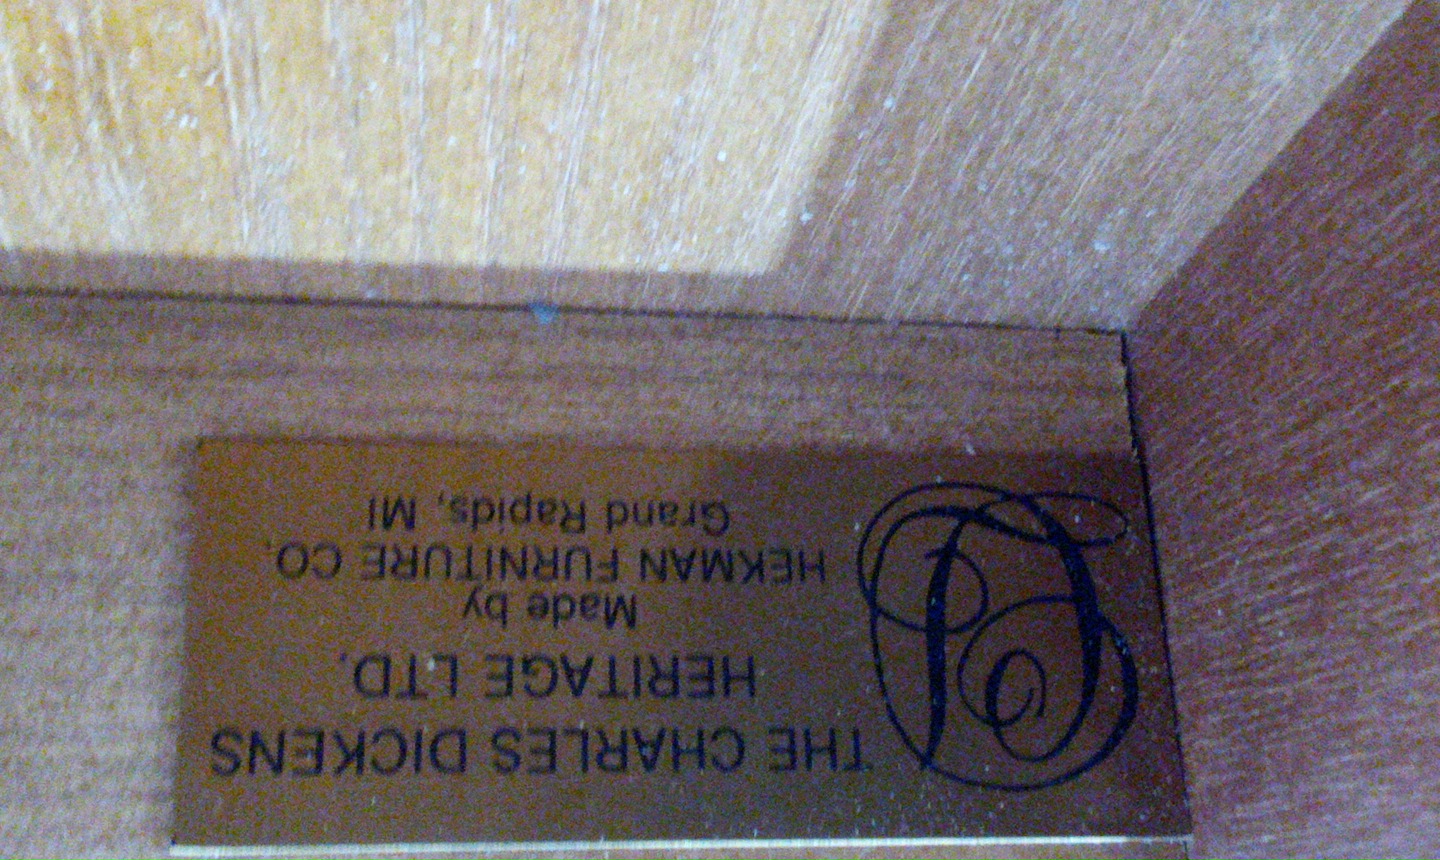 THE CHARLES DICKENS
HERITAGE LTD.
Made by
HEKMAN FURNITURE CO.
Grand Rapids, MI